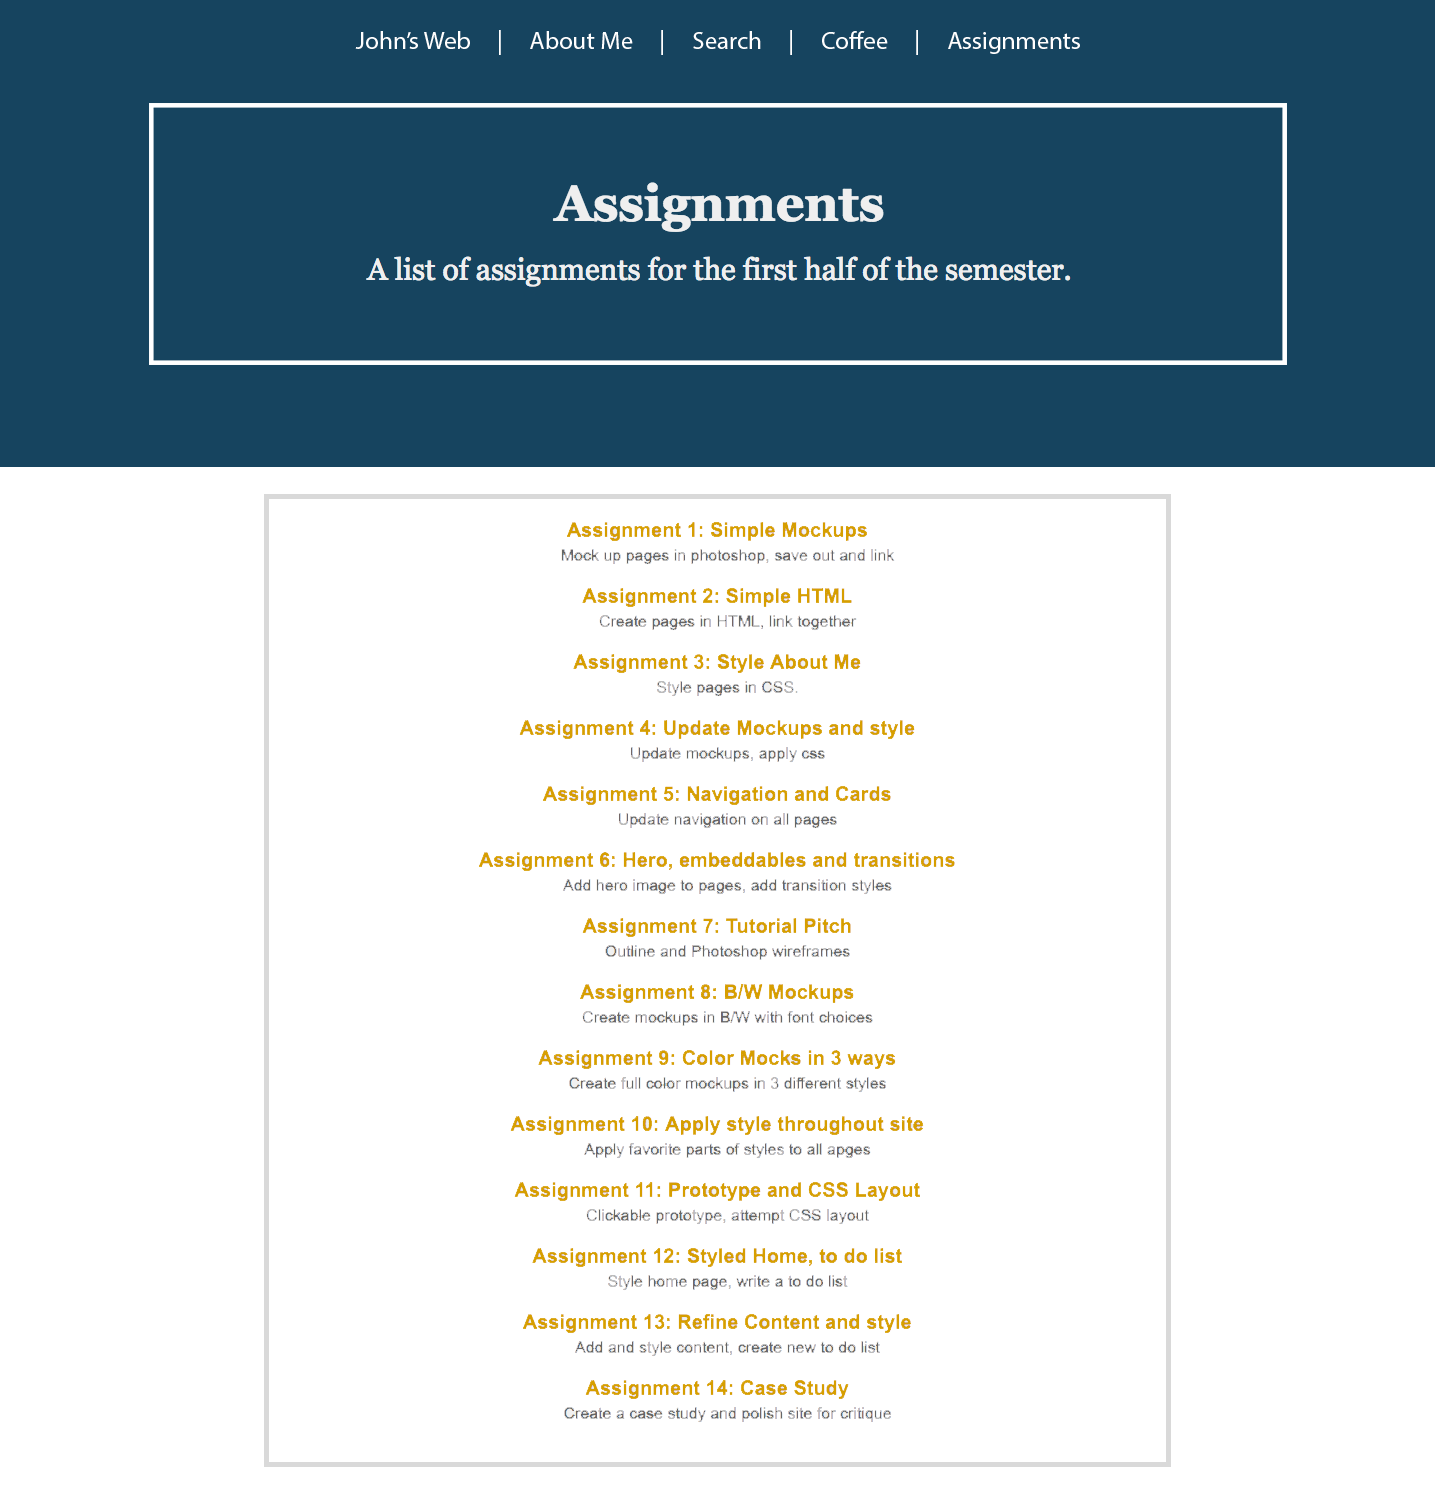 John's Web | About Me | Search | Coffee | Assignments
Assignments
A list of assignments for the first half of the semester.
Assignment 1: Simple Mockups
Mock up pages in photoshop, save out and link
Assignment 2: Simple HTML
Create pages in HTML, link together
Assignment 3: Style About Me
Style pages in CSS.
Assignment 4: Update Mockups and style
Update mockups, apply css
Assignment 5: Navigation and Cards
Update navigation on all pages
Assignment 6: Hero, embeddables and transitions
Add hero image to pages, add transition styles
Assignment 7: Tutorial Pitch
Outline and Photoshop wireframes
Assignment 8: B/W Mockups
Create mockups in B/W with font choices
Assignment 9: Color Mocks in 3 ways
Create full color mockups in 3 different styles
Assignment 10: Apply style throughout site
Apply favorite parts of styles to all apges
Assignment 11: Prototype and CSS Layout
Clickable prototype, attempt CSS layout
Assignment 12: Styled Home, to do list
Style home page, write a to do list
Assignment 13: Refine Content and style
Add and style content, create new to do list
Assignment 14: Case Study
Create a case study and polish site for critique